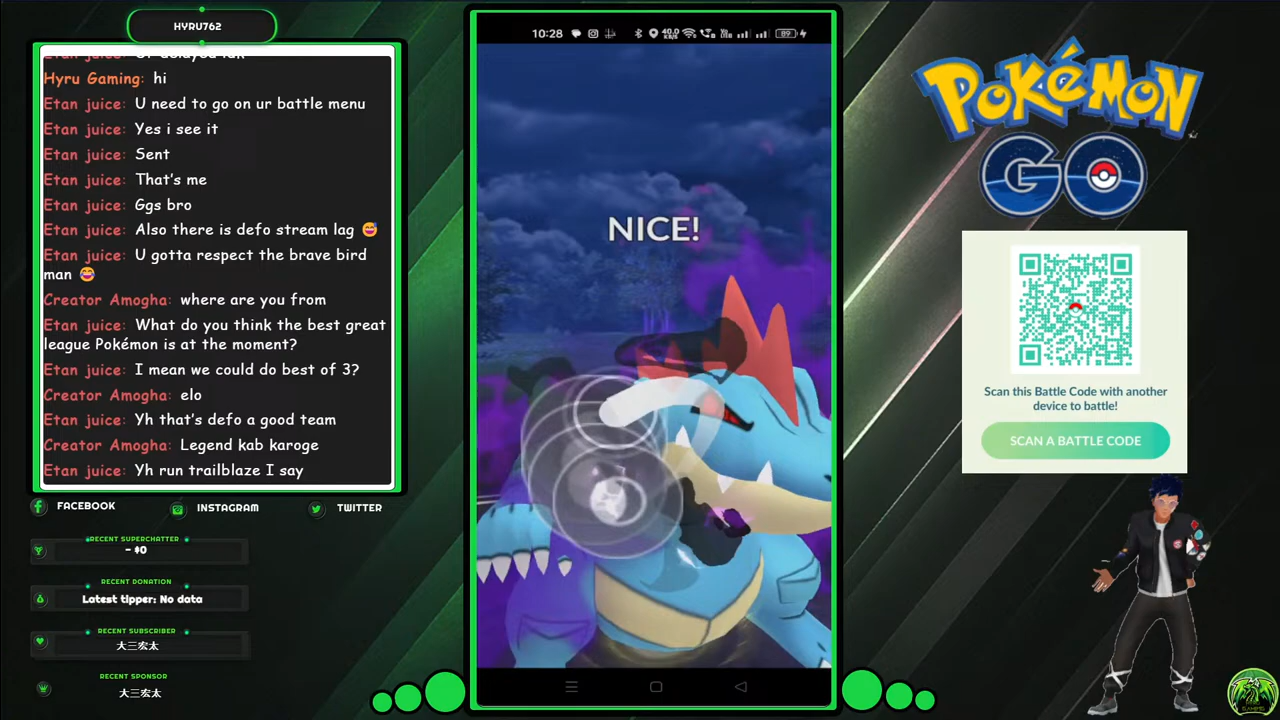 HYRU762
Hyru Gaming: hi
Etan juice: U need to go on ur battle menu
Etan juice: Yes i see it
Etan juice: Sent
Etan juice: That's me
Etan juice: Ggs bro
Etan juice: Also there is defo stream lag 😅
Etan juice: U gotta respect the brave bird
man 😂
Creator Amogha: where are you from
Etan juice: What do you think the best great
league Pokémon is at the moment?
Etan juice: I mean we could do best of 3?
Creator Amogha: elo
Etan juice: Yh that's defo a good team
Creator Amogha: Legend kab karoge
Etan juice: Yh run trailblaze I say
FACEBOOK
INSTAGRAM
TWITTER
RECENT SUPERCHATTER
- $0
RECENT DONATION
Latest tipper: No data
RECENT SUBSCRIBER
大三宏太
RECENT SPONSOR
大三宏太
10:28
40.0
KB/S
89
NICE!
POKéMON
GO
Scan this Battle Code with another
device to battle!
SCAN A BATTLE CODE